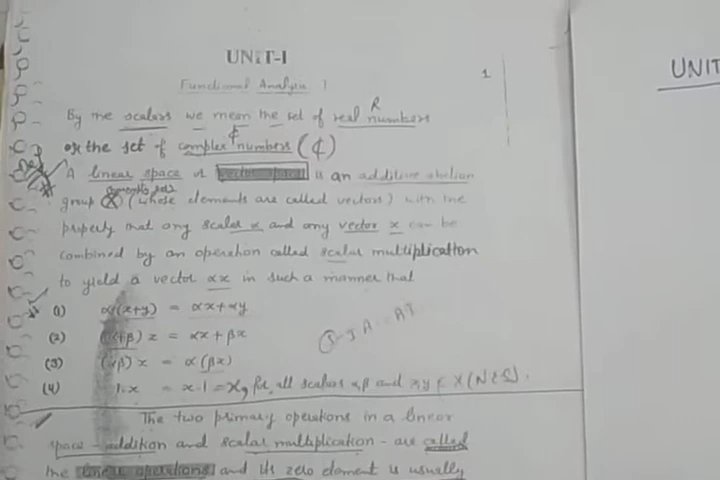 UNIT-I
Functional Analysis I
1
By the scalars we mean the set of real numbers R
or the set of complex numbers ₵ (₵)
A linear space or vector space is an additive abelian
group X (whose elements are called vectors) with the
property that any scalar α and any vector x can be
combined by an operation called scalar multiplication
to yield a vector αx in such a manner that
(1) α(x+y) = αx+αy
(2) (α+β)x = αx+βx
(3) (αβ)x = α(βx)
(4) 1.x = x.1 = x, for all scalars α,β and x,y ∈ X
The two primary operations in a linear
space - addition and scalar multiplication - are called
the linear operations and its zero element is usually
UNIT